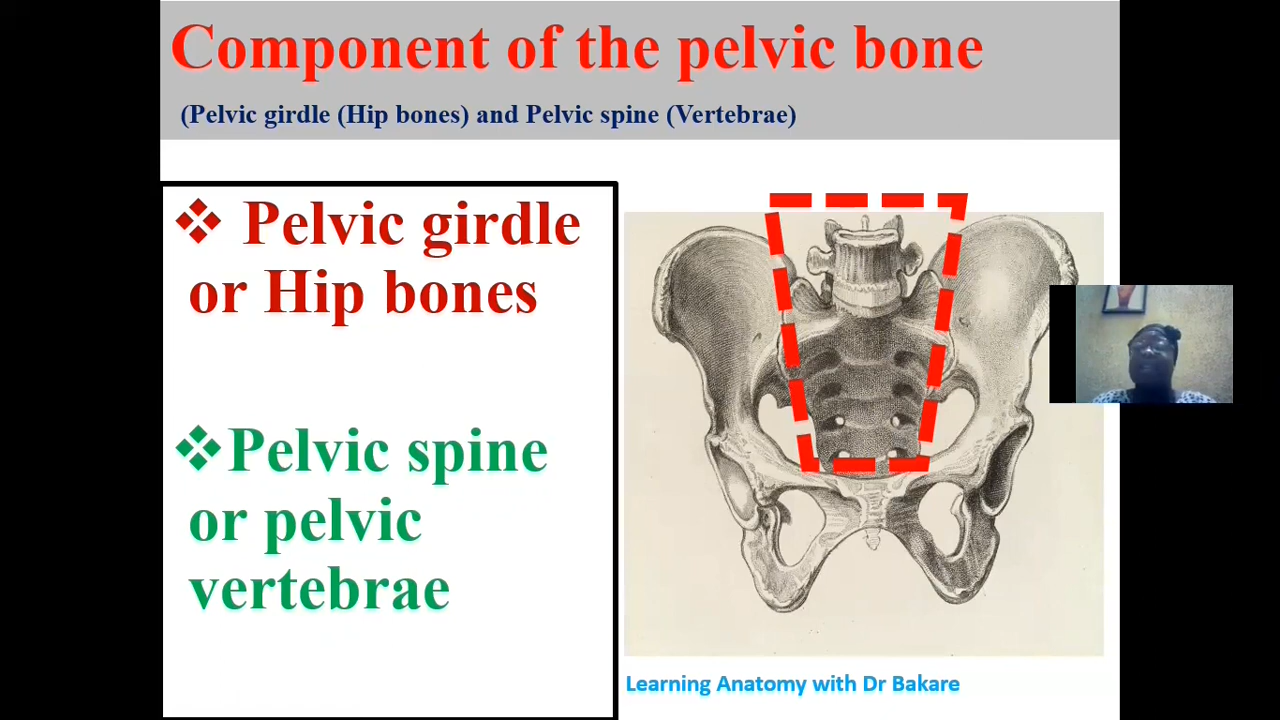 Component of the pelvic bone
(Pelvic girdle (Hip bones) and Pelvic spine (Vertebrae)
❖ Pelvic girdle
or Hip bones
❖Pelvic spine
or pelvic
vertebrae
Learning Anatomy with Dr Bakare